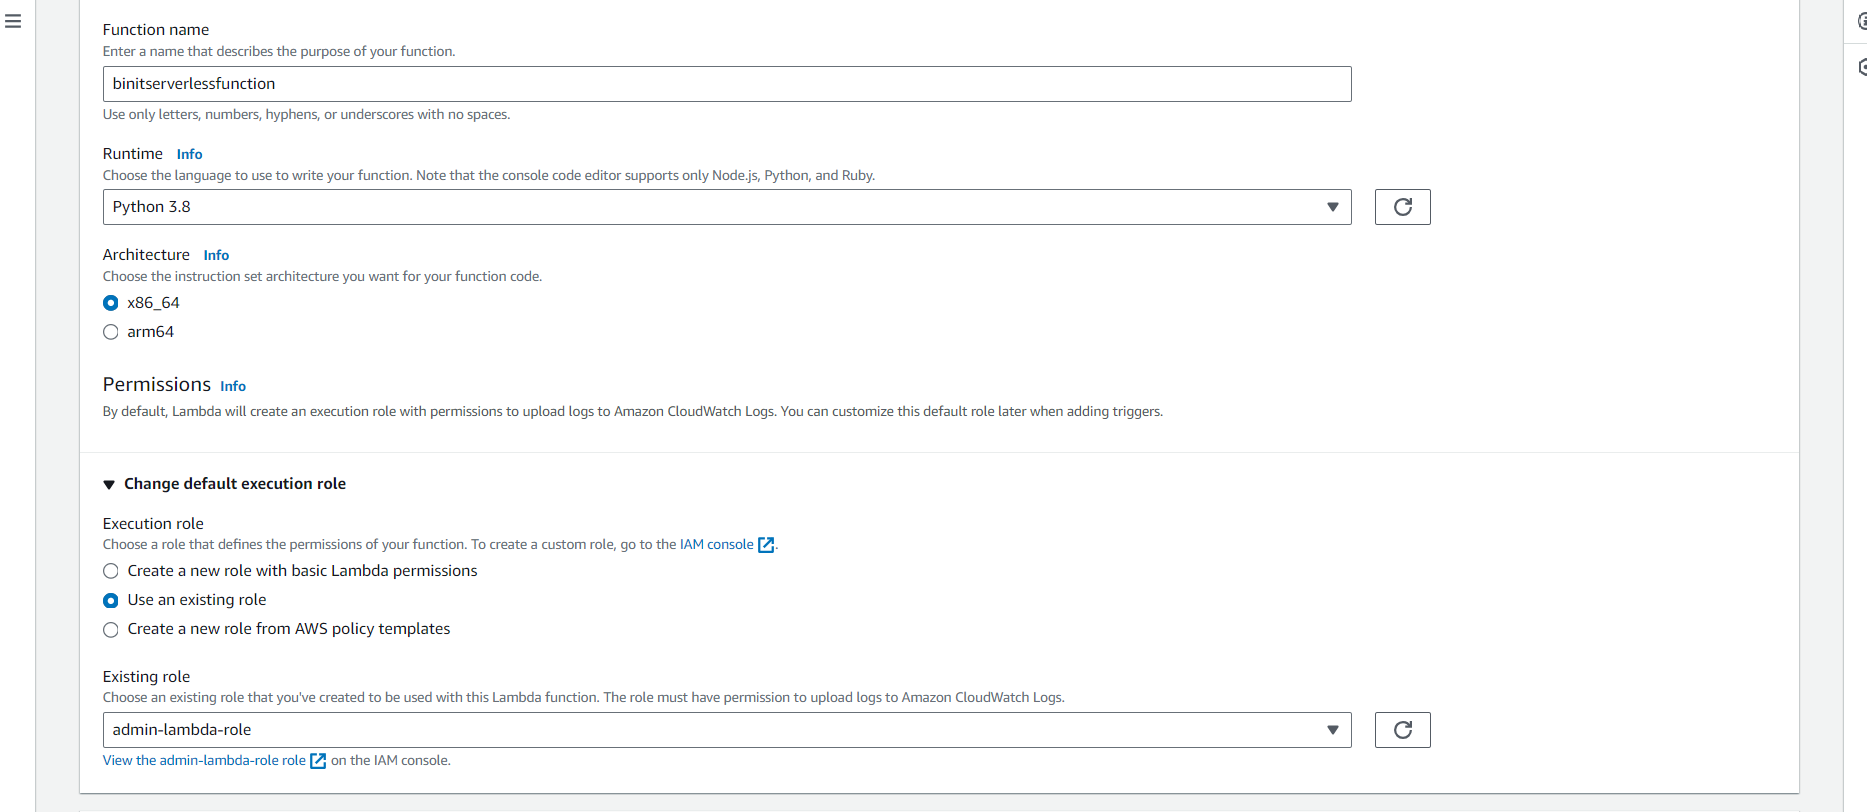 Function name
Enter a name that describes the purpose of your function.
binitserverlessfunction
Use only letters, numbers, hyphens, or underscores with no spaces.
Runtime Info
Choose the language to use to write your function. Note that the console code editor supports only Node.js, Python, and Ruby.
Python 3.8
Architecture Info
Choose the instruction set architecture you want for your function code.
x86_64
arm64
Permissions Info
By default, Lambda will create an execution role with permissions to upload logs to Amazon CloudWatch Logs. You can customize this default role later when adding triggers.
Change default execution role
Execution role
Choose a role that defines the permissions of your function. To create a custom role, go to the IAM console.
Create a new role with basic Lambda permissions
Use an existing role
Create a new role from AWS policy templates
Existing role
Choose an existing role that you've created to be used with this Lambda function. The role must have permission to upload logs to Amazon CloudWatch Logs.
admin-lambda-role
View the admin-lambda-role role on the IAM console.